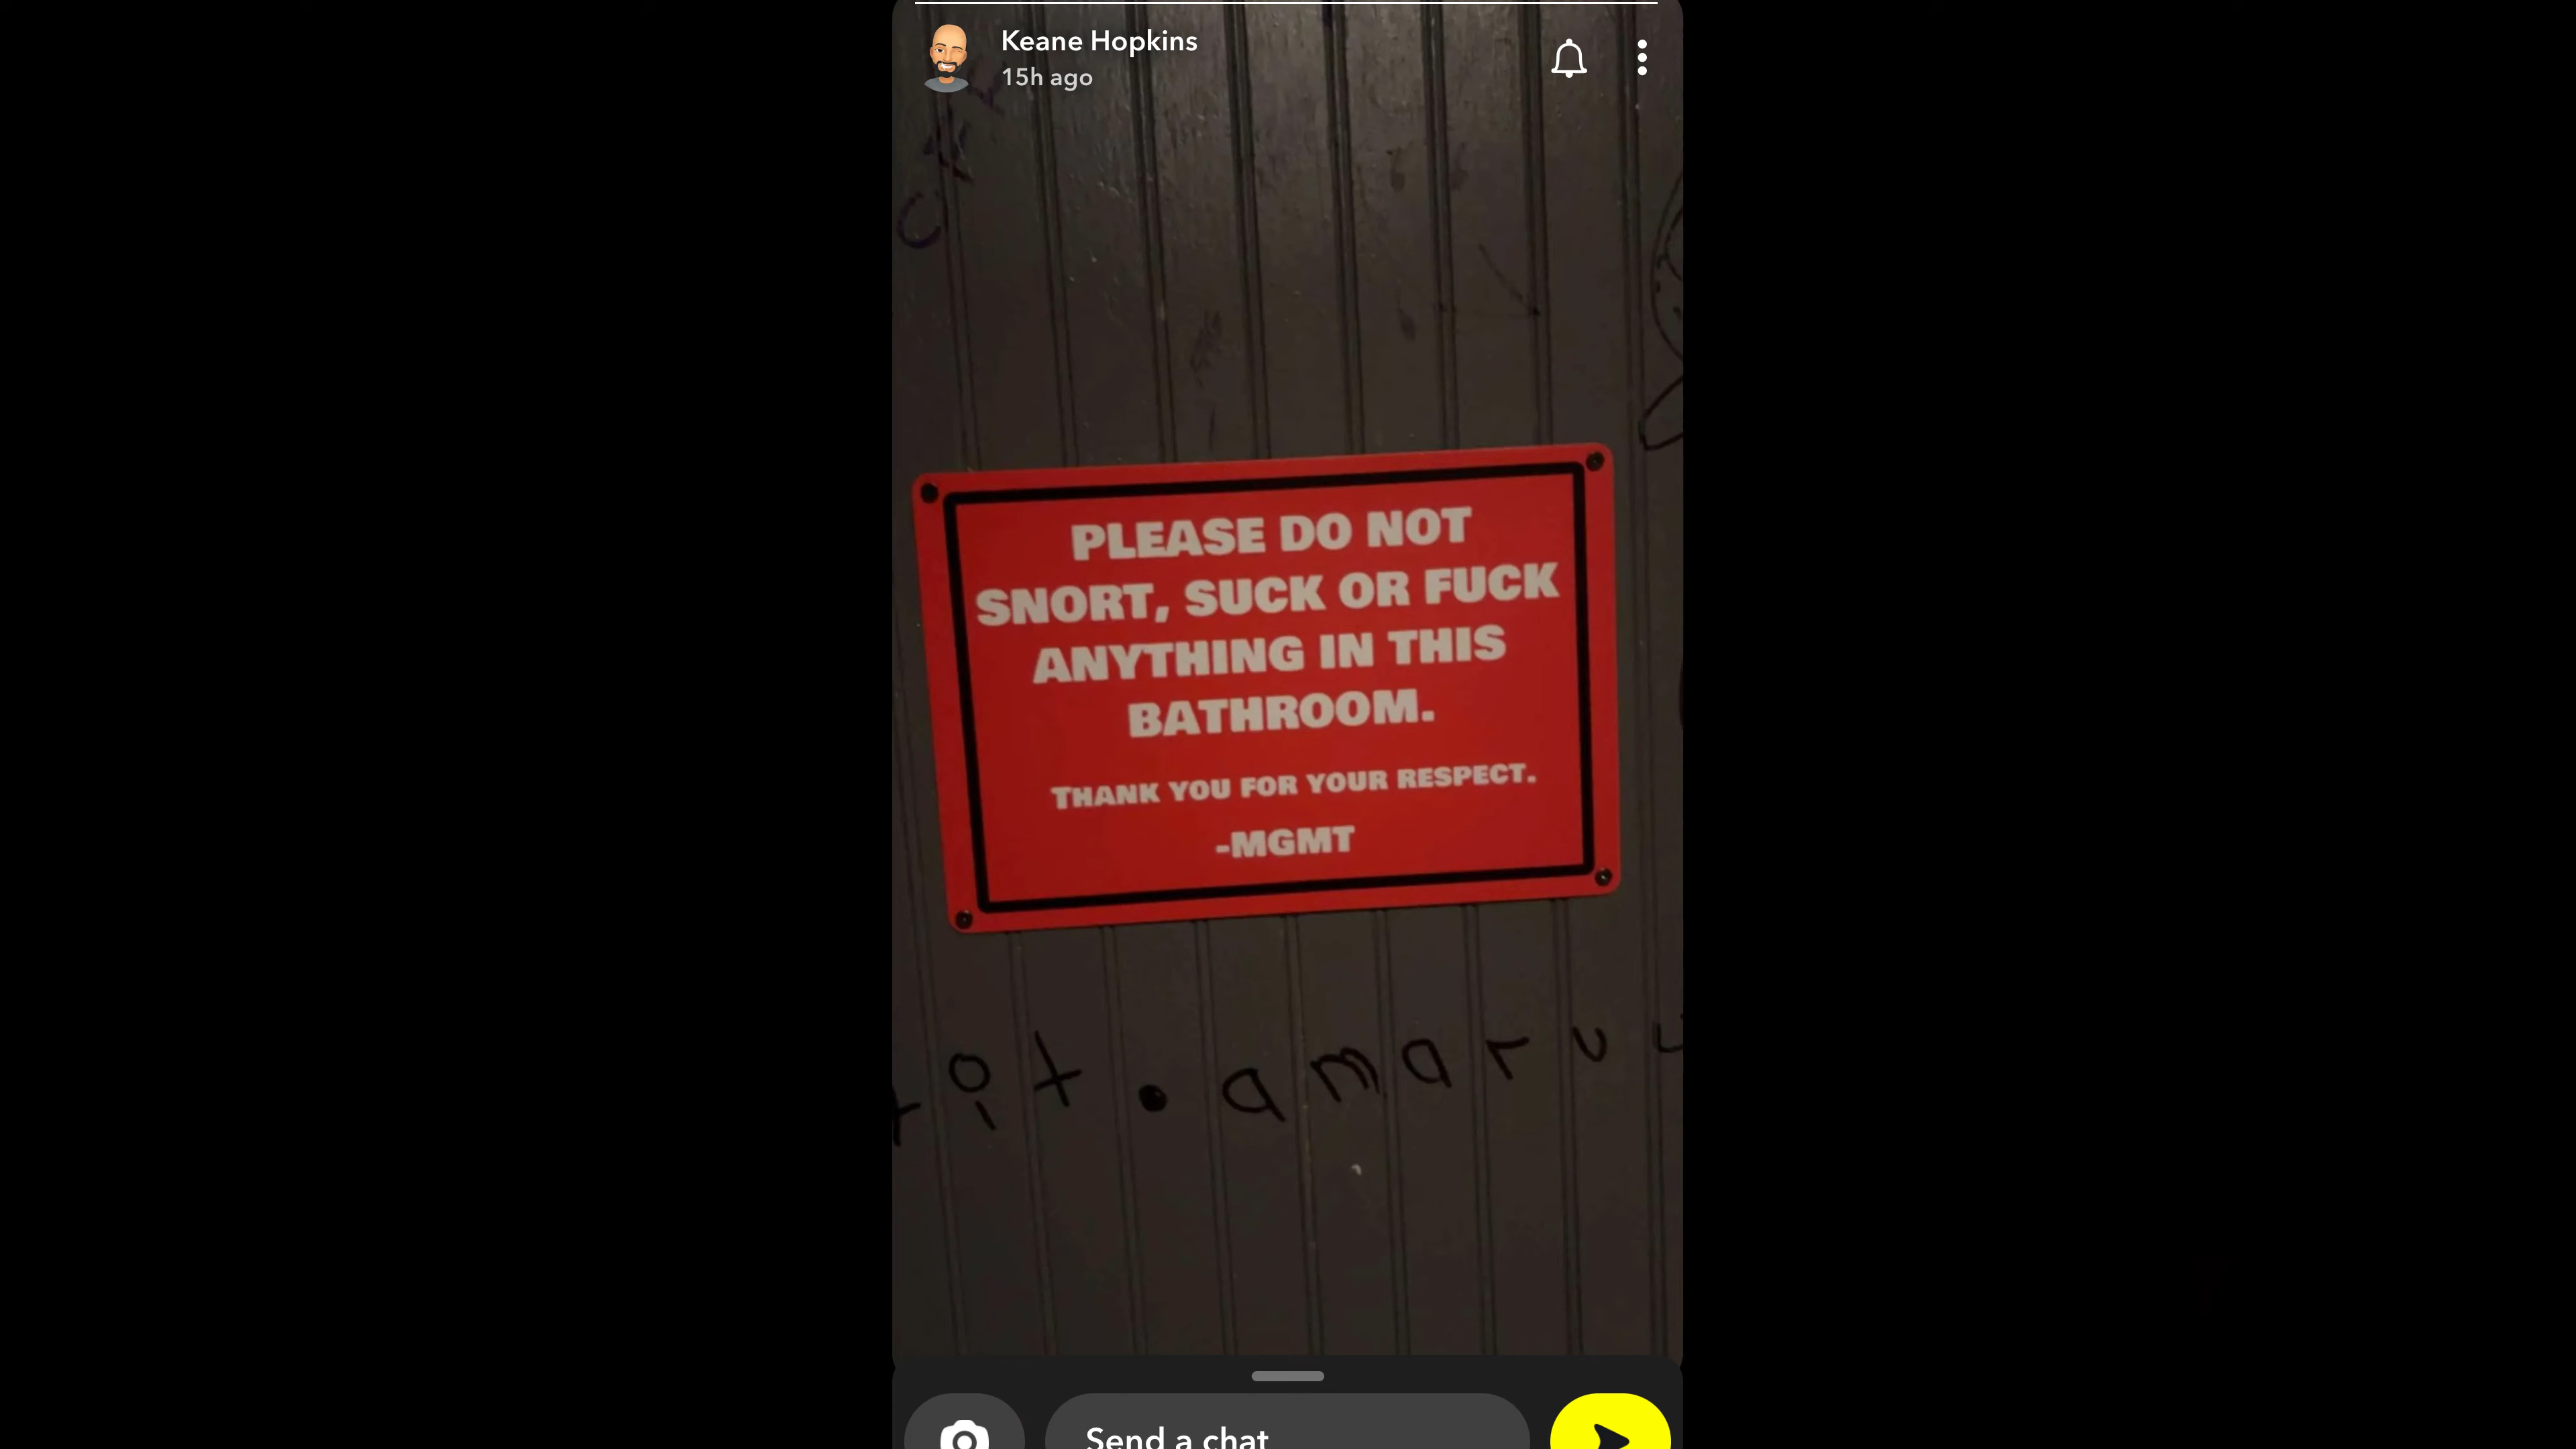 Keane Hopkins
15h ago
PLEASE DO NOT
SNORT, SUCK OR FUCK
ANYTHING IN THIS
BATHROOM.
THANK YOU FOR YOUR RESPECT.
-MGMT
Send a chat